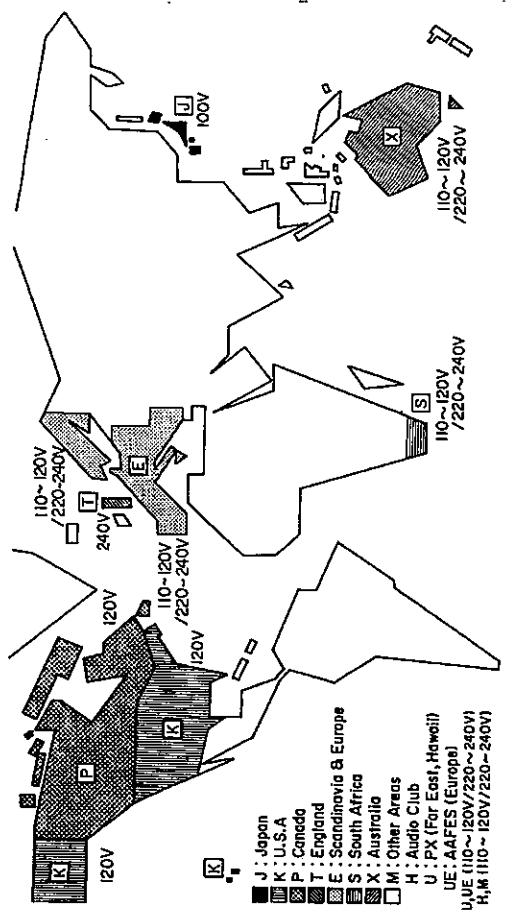 K
120V
P
120V
K
120V
K
T
240V
110~120V
/220~240V
E
110~120V
/220~240V
S
110~120V
/220~240V
J
100V
X
110~120V
/220~240V
J : Japan
K : U.S.A
P : Canada
T : England
E : Scandinavia & Europe
S : South Africa
X : Australia
M : Other Areas
H : Audio Club
U : PX (Far East, Hawaii)
UE : AAFES (Europe)
U,UE (110~120V/220~240V)
H,M (110~120V/220~240V)
120V